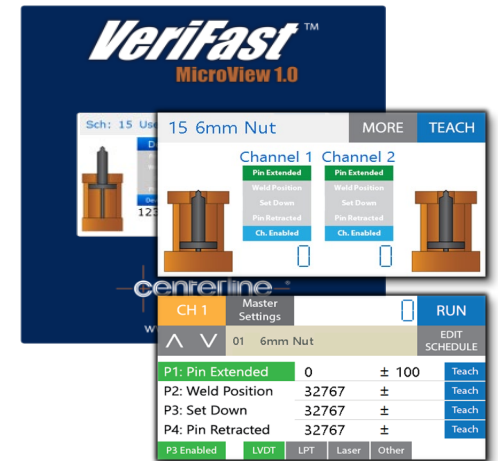 VeriFast™
MicroView 1.0
Sch: 15 Use
123
15 6mm Nut MORE TEACH
Channel 1 Channel 2
Pin Extended Pin Extended
Weld Position Weld Position
Set Down Set Down
Pin Retracted Pin Retracted
Ch. Enabled Ch. Enabled
0 0
centerline
w
CH 1 Master Settings 0 RUN
01 6mm Nut EDIT SCHEDULE
P1: Pin Extended 0 ± 100 Teach
P2: Weld Position 32767 ± Teach
P3: Set Down 32767 ± Teach
P4: Pin Retracted 32767 ± Teach
P3 Enabled LVDT LPT Laser Other